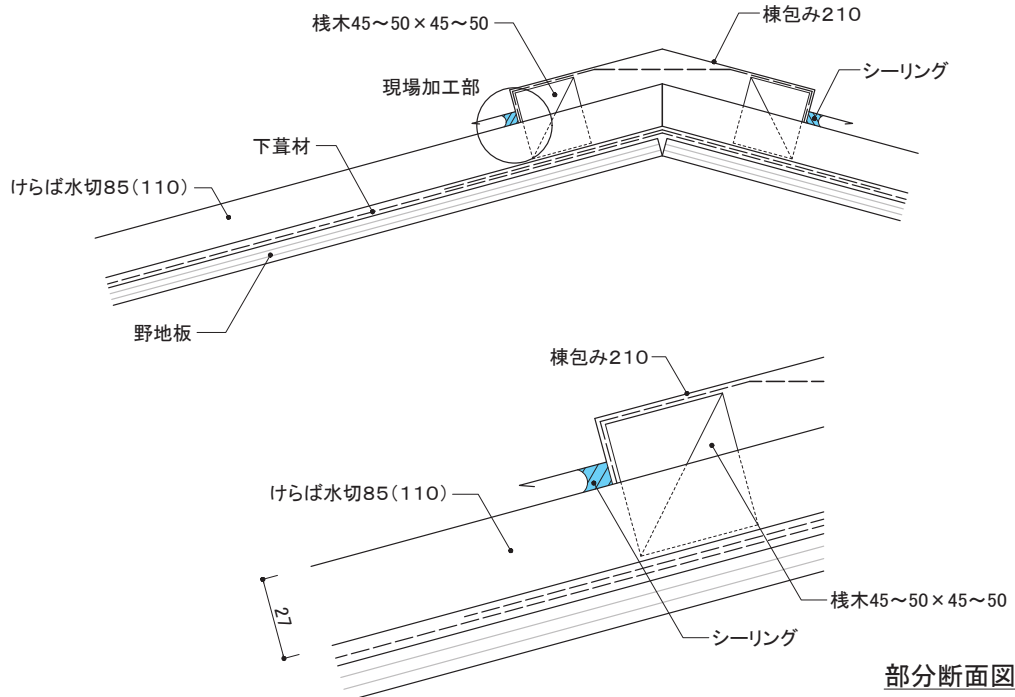 桟木45～50×45～50
棟包み210
シーリング
現場加工部
下葺材
けらば水切85(110)
野地板
棟包み210
けらば水切85(110)
27
桟木45～50×45～50
シーリング
部分断面図